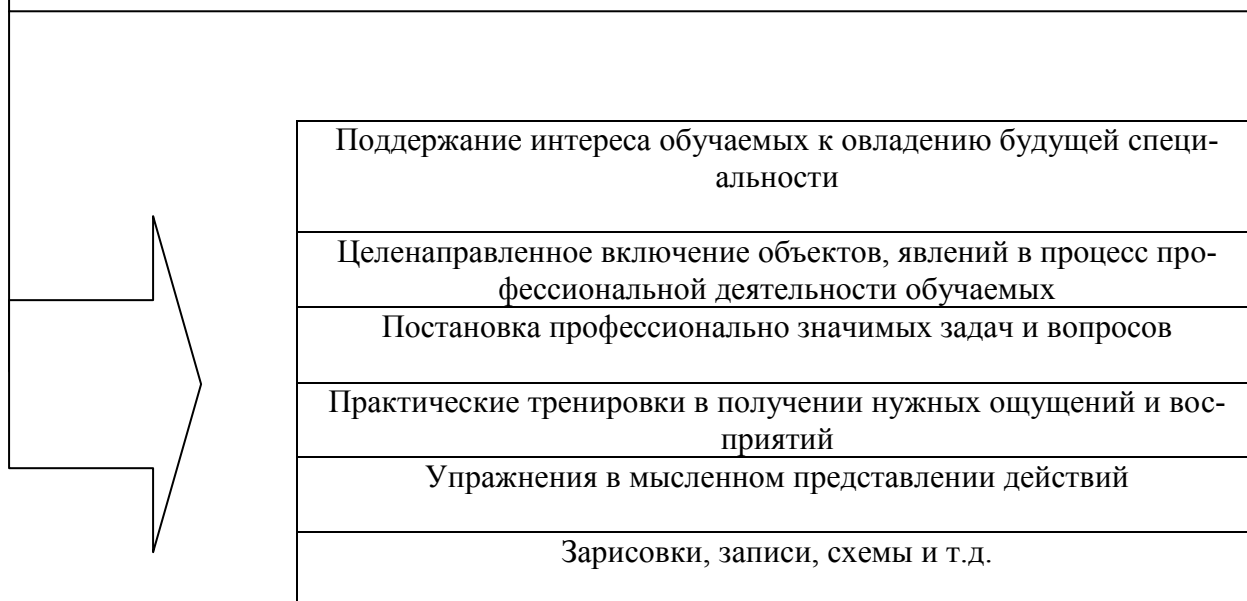 Поддержание интереса обучаемых к овладению будущей специ-
альности
Целенаправленное включение объектов, явлений в процесс про-
фессиональной деятельности обучаемых
Постановка профессионально значимых задач и вопросов
Практические тренировки в получении нужных ощущений и вос-
приятий
Упражнения в мысленном представлении действий
Зарисовки, записи, схемы и т.д.